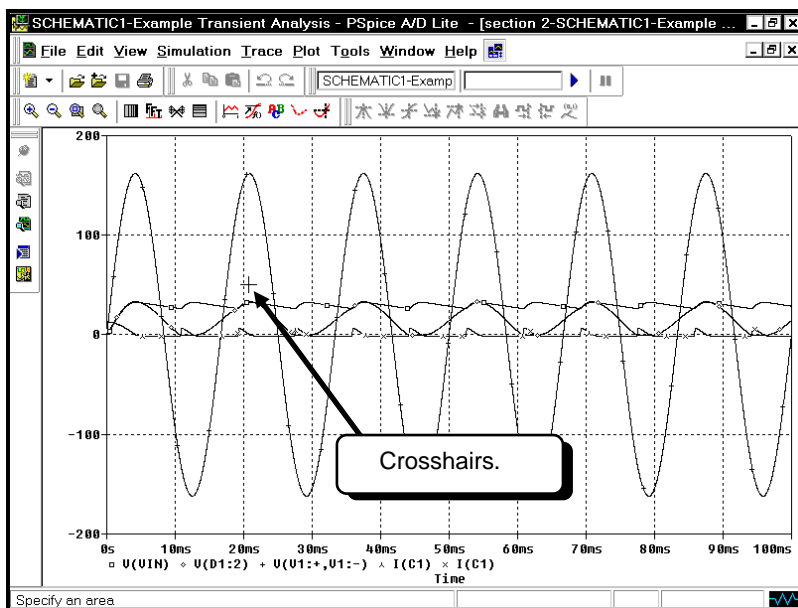 SCHEMATIC1-Example Transient Analysis - PSpice A/D Lite - [section 2-SCHEMATIC1-Example ...
File Edit View Simulation Trace Plot Tools Window Help
SCHEMATIC1-Examp
200
100
0
-100
-200
Crosshairs.
0s 10ms 20ms 30ms 40ms 50ms 60ms 70ms 80ms 90ms 100ms
V(VIN) V(D1:2) V(V1:+,V1:-) I(C1) I(C1)
Time
Specify an area